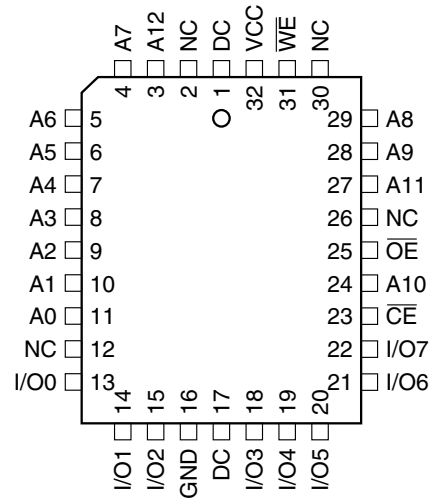 A7 A12 NC DC VCC WE NC
4 3 2 1 32 31 30
A6 5 29 A8
A5 6 28 A9
A4 7 27 A11
A3 8 26 NC
A2 9 25 OE
A1 10 24 A10
A0 11 23 CE
NC 12 22 I/O7
I/O0 13 21 I/O6
14 15 16 17 18 19 20
I/O1 I/O2 GND DC I/O3 I/O4 I/O5